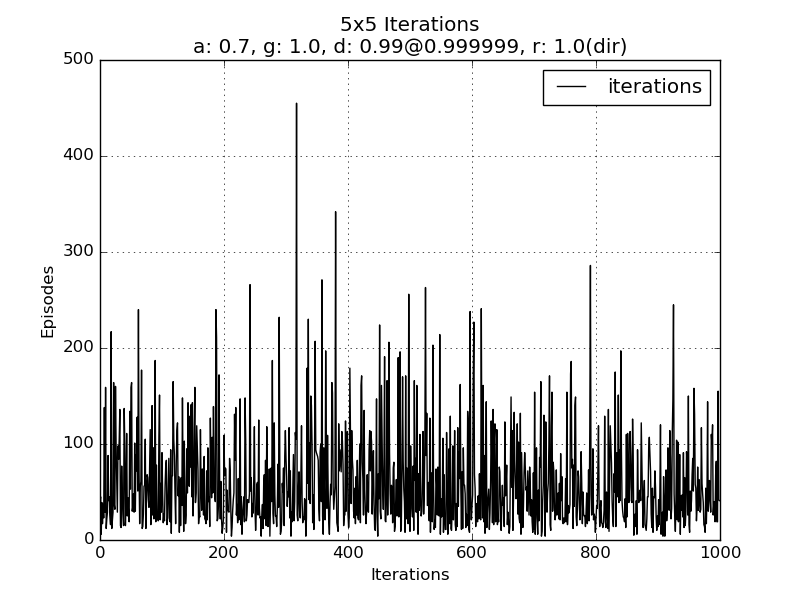 5x5 Iterations
a: 0.7, g: 1.0, d: 0.99@0.999999, r: 1.0(dir)
iterations
500
400
300
200
100
0
Episodes
0 200 400 600 800 1000
Iterations